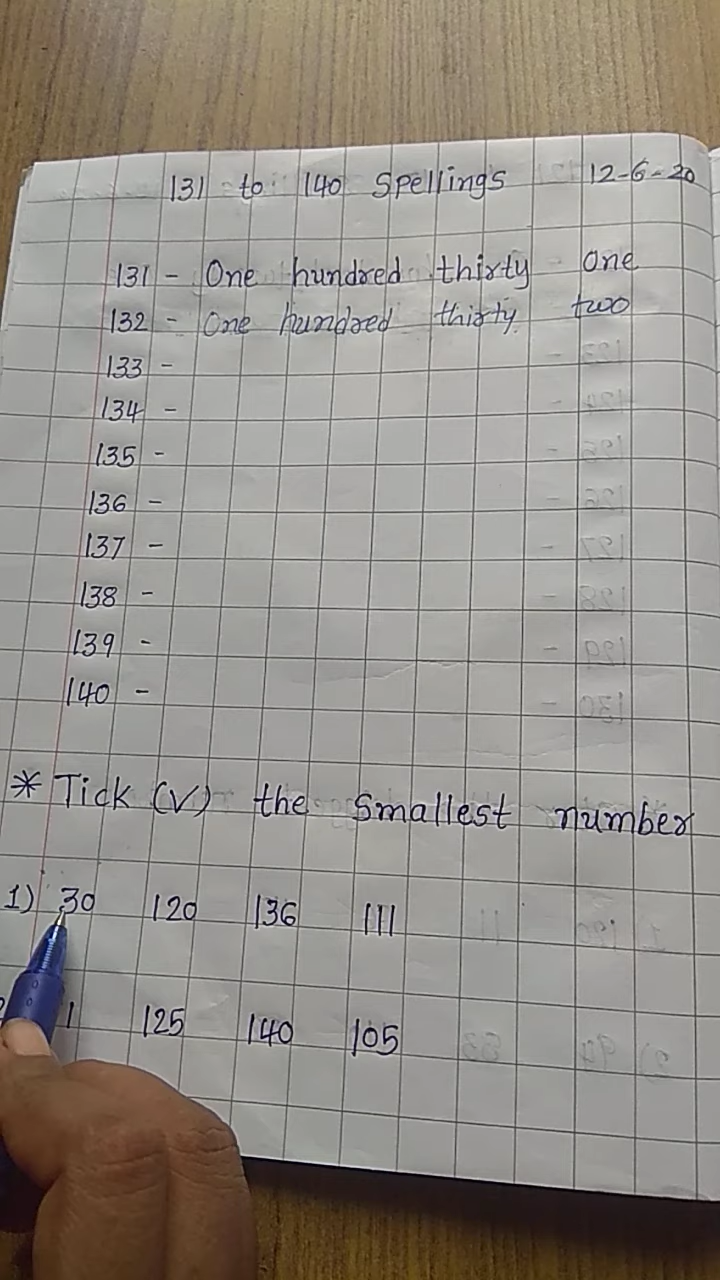 131 to 140 Spellings 12-6-20
131 - One hundred thirty one
132 - One hundred thirty two
133 -
134 -
135 -
136 -
137 -
138 -
139 -
140 -
* Tick (√) the smallest number
1) 30 120 136 111
1 125 140 105